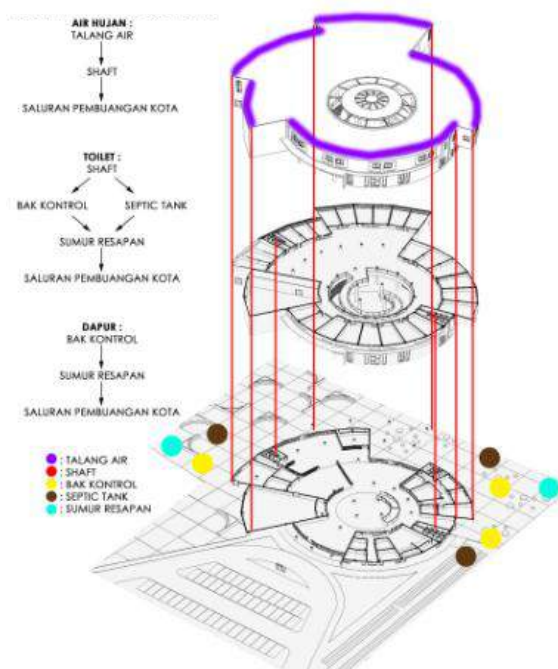 AIR HUJAN :
TALANG AIR
SHAFT
SALURAN PEMBUANGAN KOTA
TOILET :
SHAFT
BAK KONTROL SEPTIC TANK
SUMUR RESAPAN
SALURAN PEMBUANGAN KOTA
DAPUR :
BAK KONTROL
SUMUR RESAPAN
SALURAN PEMBUANGAN KOTA
: TALANG AIR
: SHAFT
: BAK KONTROL
: SEPTIC TANK
: SUMUR RESAPAN